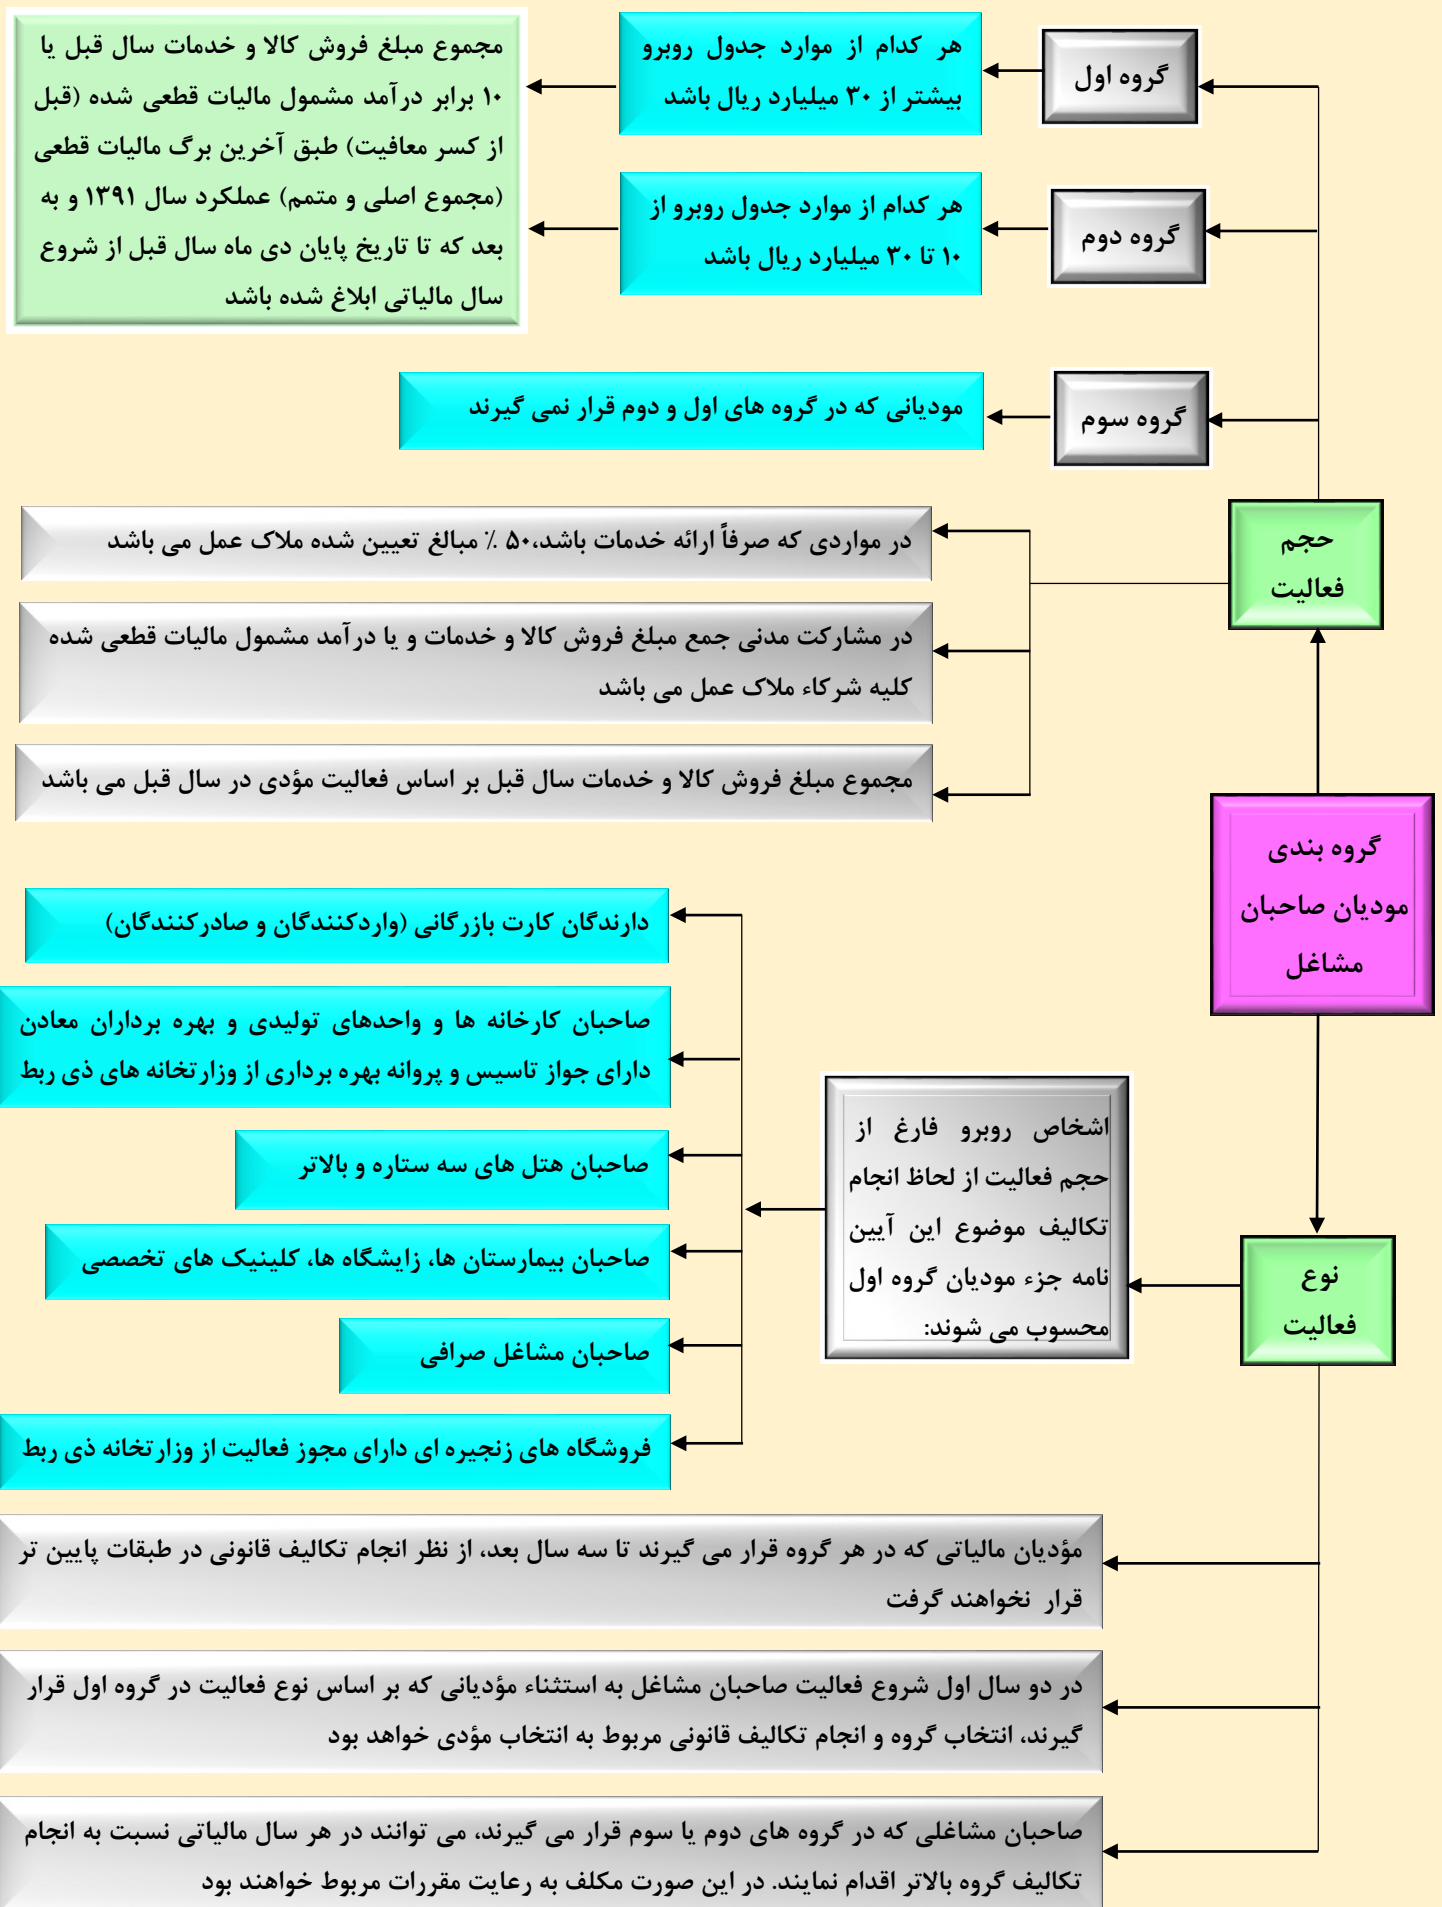 گروه بندی
مودیان صاحبان
مشاغل
حجم
فعالیت
گروه اول
هر کدام از موارد جدول روبرو
بیشتر از ۳۰ میلیارد ریال باشد
گروه دوم
هر کدام از موارد جدول روبرو از
۱۰ تا ۳۰ میلیارد ریال باشد
مجموع مبلغ فروش کالا و خدمات سال قبل یا
۱۰ برابر درآمد مشمول مالیات قطعی شده (قبل
از کسر معافیت) طبق آخرین برگ مالیات قطعی
(مجموع اصلی و متمم) عملکرد سال ۱۳۹۱ و به
بعد که تا تاریخ پایان دی ماه سال قبل از شروع
سال مالیاتی ابلاغ شده باشد
گروه سوم
مودیانی که در گروه های اول و دوم قرار نمی گیرند
در مواردی که صرفاً ارائه خدمات باشد،۵۰ ٪ مبالغ تعیین شده ملاک عمل می باشد
در مشارکت مدنی جمع مبلغ فروش کالا و خدمات و یا درآمد مشمول مالیات قطعی شده
کلیه شرکاء ملاک عمل می باشد
مجموع مبلغ فروش کالا و خدمات سال قبل بر اساس فعالیت مؤدی در سال قبل می باشد
نوع
فعالیت
اشخاص روبرو فارغ از
حجم فعالیت از لحاظ انجام
تکالیف موضوع این آیین
نامه جزء مودیان گروه اول
محسوب می شوند:
دارندگان کارت بازرگانی (واردکنندگان و صادرکنندگان)
صاحبان کارخانه ها و واحدهای تولیدی و بهره برداران معادن
دارای جواز تاسیس و پروانه بهره برداری از وزارتخانه های ذی ربط
صاحبان هتل های سه ستاره و بالاتر
صاحبان بیمارستان ها، زایشگاه ها، کلینیک های تخصصی
صاحبان مشاغل صرافی
فروشگاه های زنجیره ای دارای مجوز فعالیت از وزارتخانه ذی ربط
مؤدیان مالیاتی که در هر گروه قرار می گیرند تا سه سال بعد، از نظر انجام تکالیف قانونی در طبقات پایین تر
قرار نخواهند گرفت
در دو سال اول شروع فعالیت صاحبان مشاغل به استثناء مؤدیانی که بر اساس نوع فعالیت در گروه اول قرار
گیرند، انتخاب گروه و انجام تکالیف قانونی مربوط به انتخاب مؤدی خواهد بود
صاحبان مشاغلی که در گروه های دوم یا سوم قرار می گیرند، می توانند در هر سال مالیاتی نسبت به انجام
تکالیف گروه بالاتر اقدام نمایند. در این صورت مکلف به رعایت مقررات مربوط خواهند بود